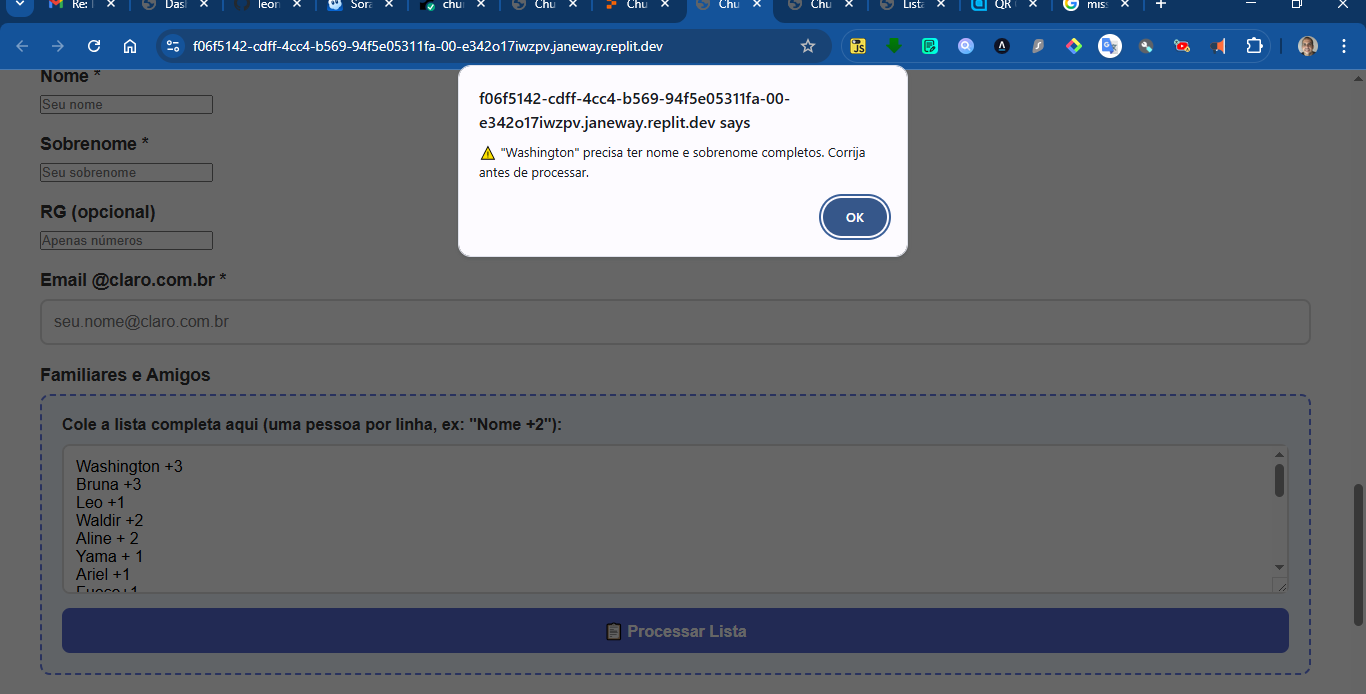 Re:
Das
leon
Sora
chu
Chu
Chu
Chu
Chu
Lista
QR
mis
f06f5142-cdff-4cc4-b569-94f5e05311fa-00-e342o17iwzpv.janeway.replit.dev
JS
Nome *
Seu nome
Sobrenome *
Seu sobrenome
RG (opcional)
Apenas números
Email @claro.com.br *
seu.nome@claro.com.br
f06f5142-cdff-4cc4-b569-94f5e05311fa-00-
e342o17iwzpv.janeway.replit.dev says
⚠️ "Washington" precisa ter nome e sobrenome completos. Corrija
antes de processar.
OK
Familiares e Amigos
Cole a lista completa aqui (uma pessoa por linha, ex: "Nome +2"):
Washington +3
Bruna +3
Leo +1
Waldir +2
Aline + 2
Yama + 1
Ariel +1
📋 Processar Lista